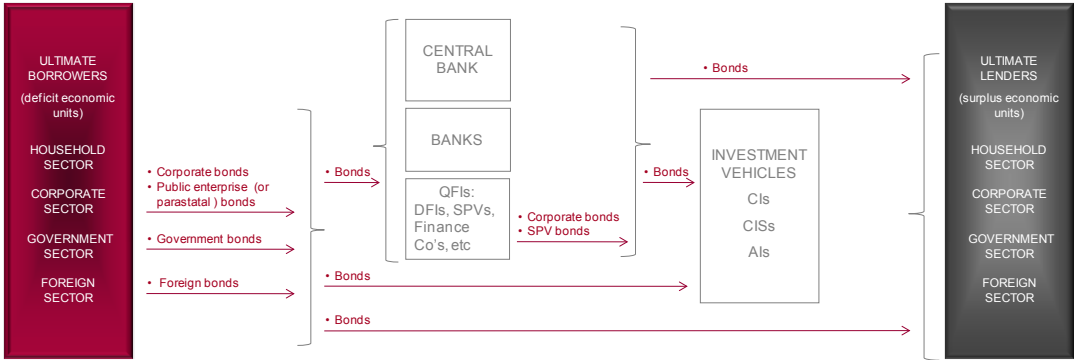 ULTIMATE
BORROWERS
(deficit economic
units)
HOUSEHOLD
SECTOR
CORPORATE
SECTOR
GOVERNMENT
SECTOR
FOREIGN
SECTOR
• Corporate bonds
• Public enterprise (or
parastatal) bonds
• Government bonds
• Foreign bonds
• Bonds
• Bonds
• Bonds
CENTRAL
BANK
BANKS
QFIs:
DFIs, SPVs,
Finance
Co's, etc
• Corporate bonds
• SPV bonds
• Bonds
• Bonds
INVESTMENT
VEHICLES
CIs
CISs
AIs
ULTIMATE
LENDERS
(surplus economic
units)
HOUSEHOLD
SECTOR
CORPORATE
SECTOR
GOVERNMENT
SECTOR
FOREIGN
SECTOR